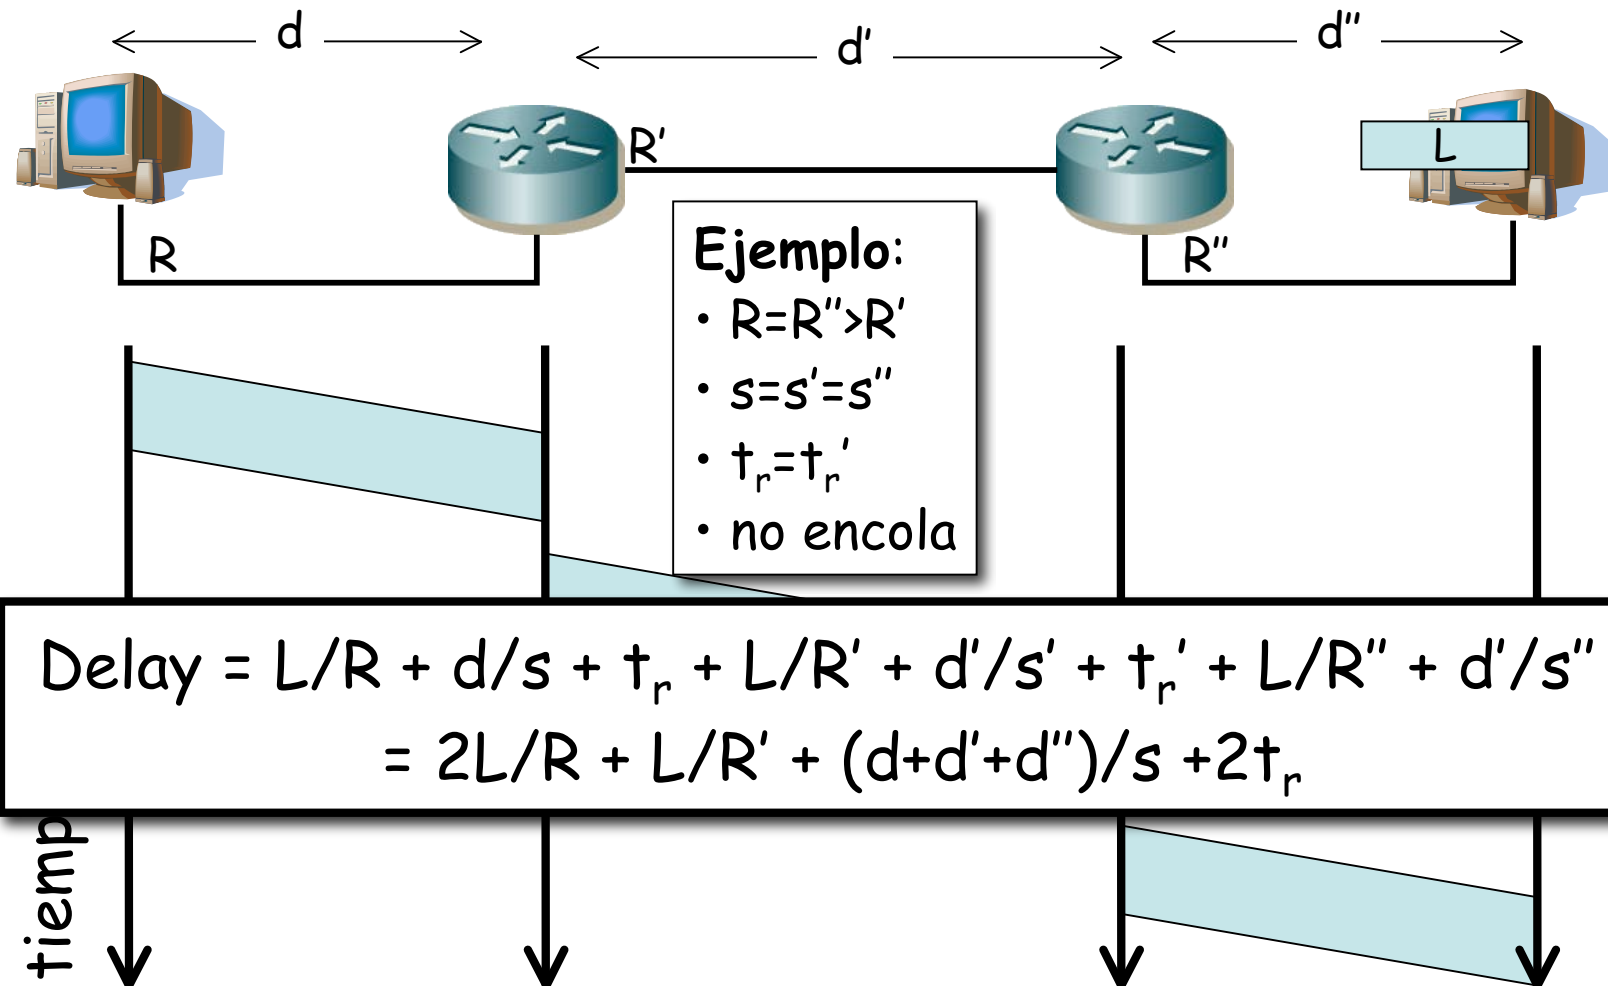 d
d'
d''
R'
L
R
R''
Ejemplo:
• R=R''>R'
• s=s'=s''
• tr=tr'
• no encola
Delay = L/R + d/s + tr + L/R' + d'/s' + tr' + L/R'' + d'/s''
= 2L/R + L/R' + (d+d'+d'')/s +2tr
tiemp